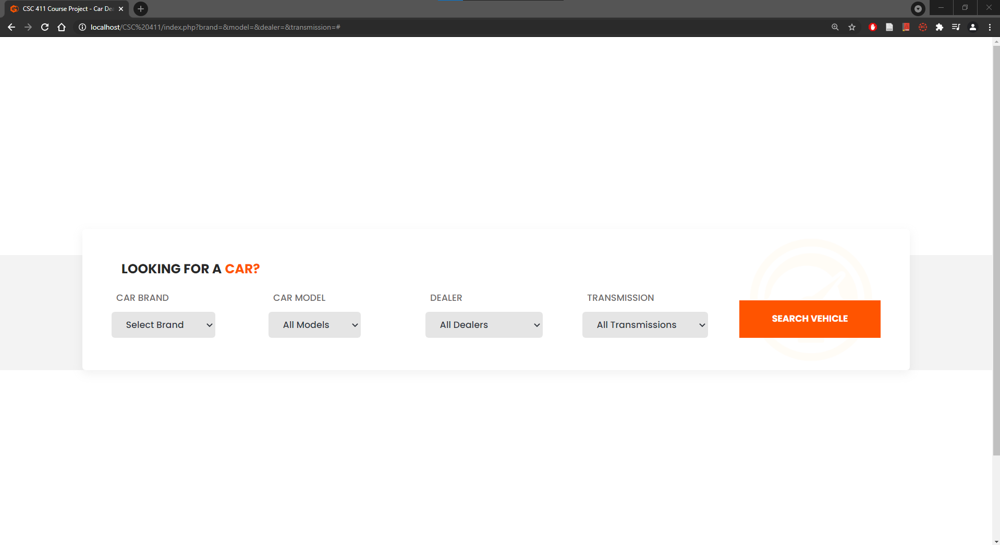 CSC 411 Course Project - Car De
localhost/CSC%20411/index.php?brand=&model=&dealer=&transmission=#
LOOKING FOR A CAR?
CAR BRAND CAR MODEL DEALER TRANSMISSION
Select Brand All Models All Dealers All Transmissions SEARCH VEHICLE